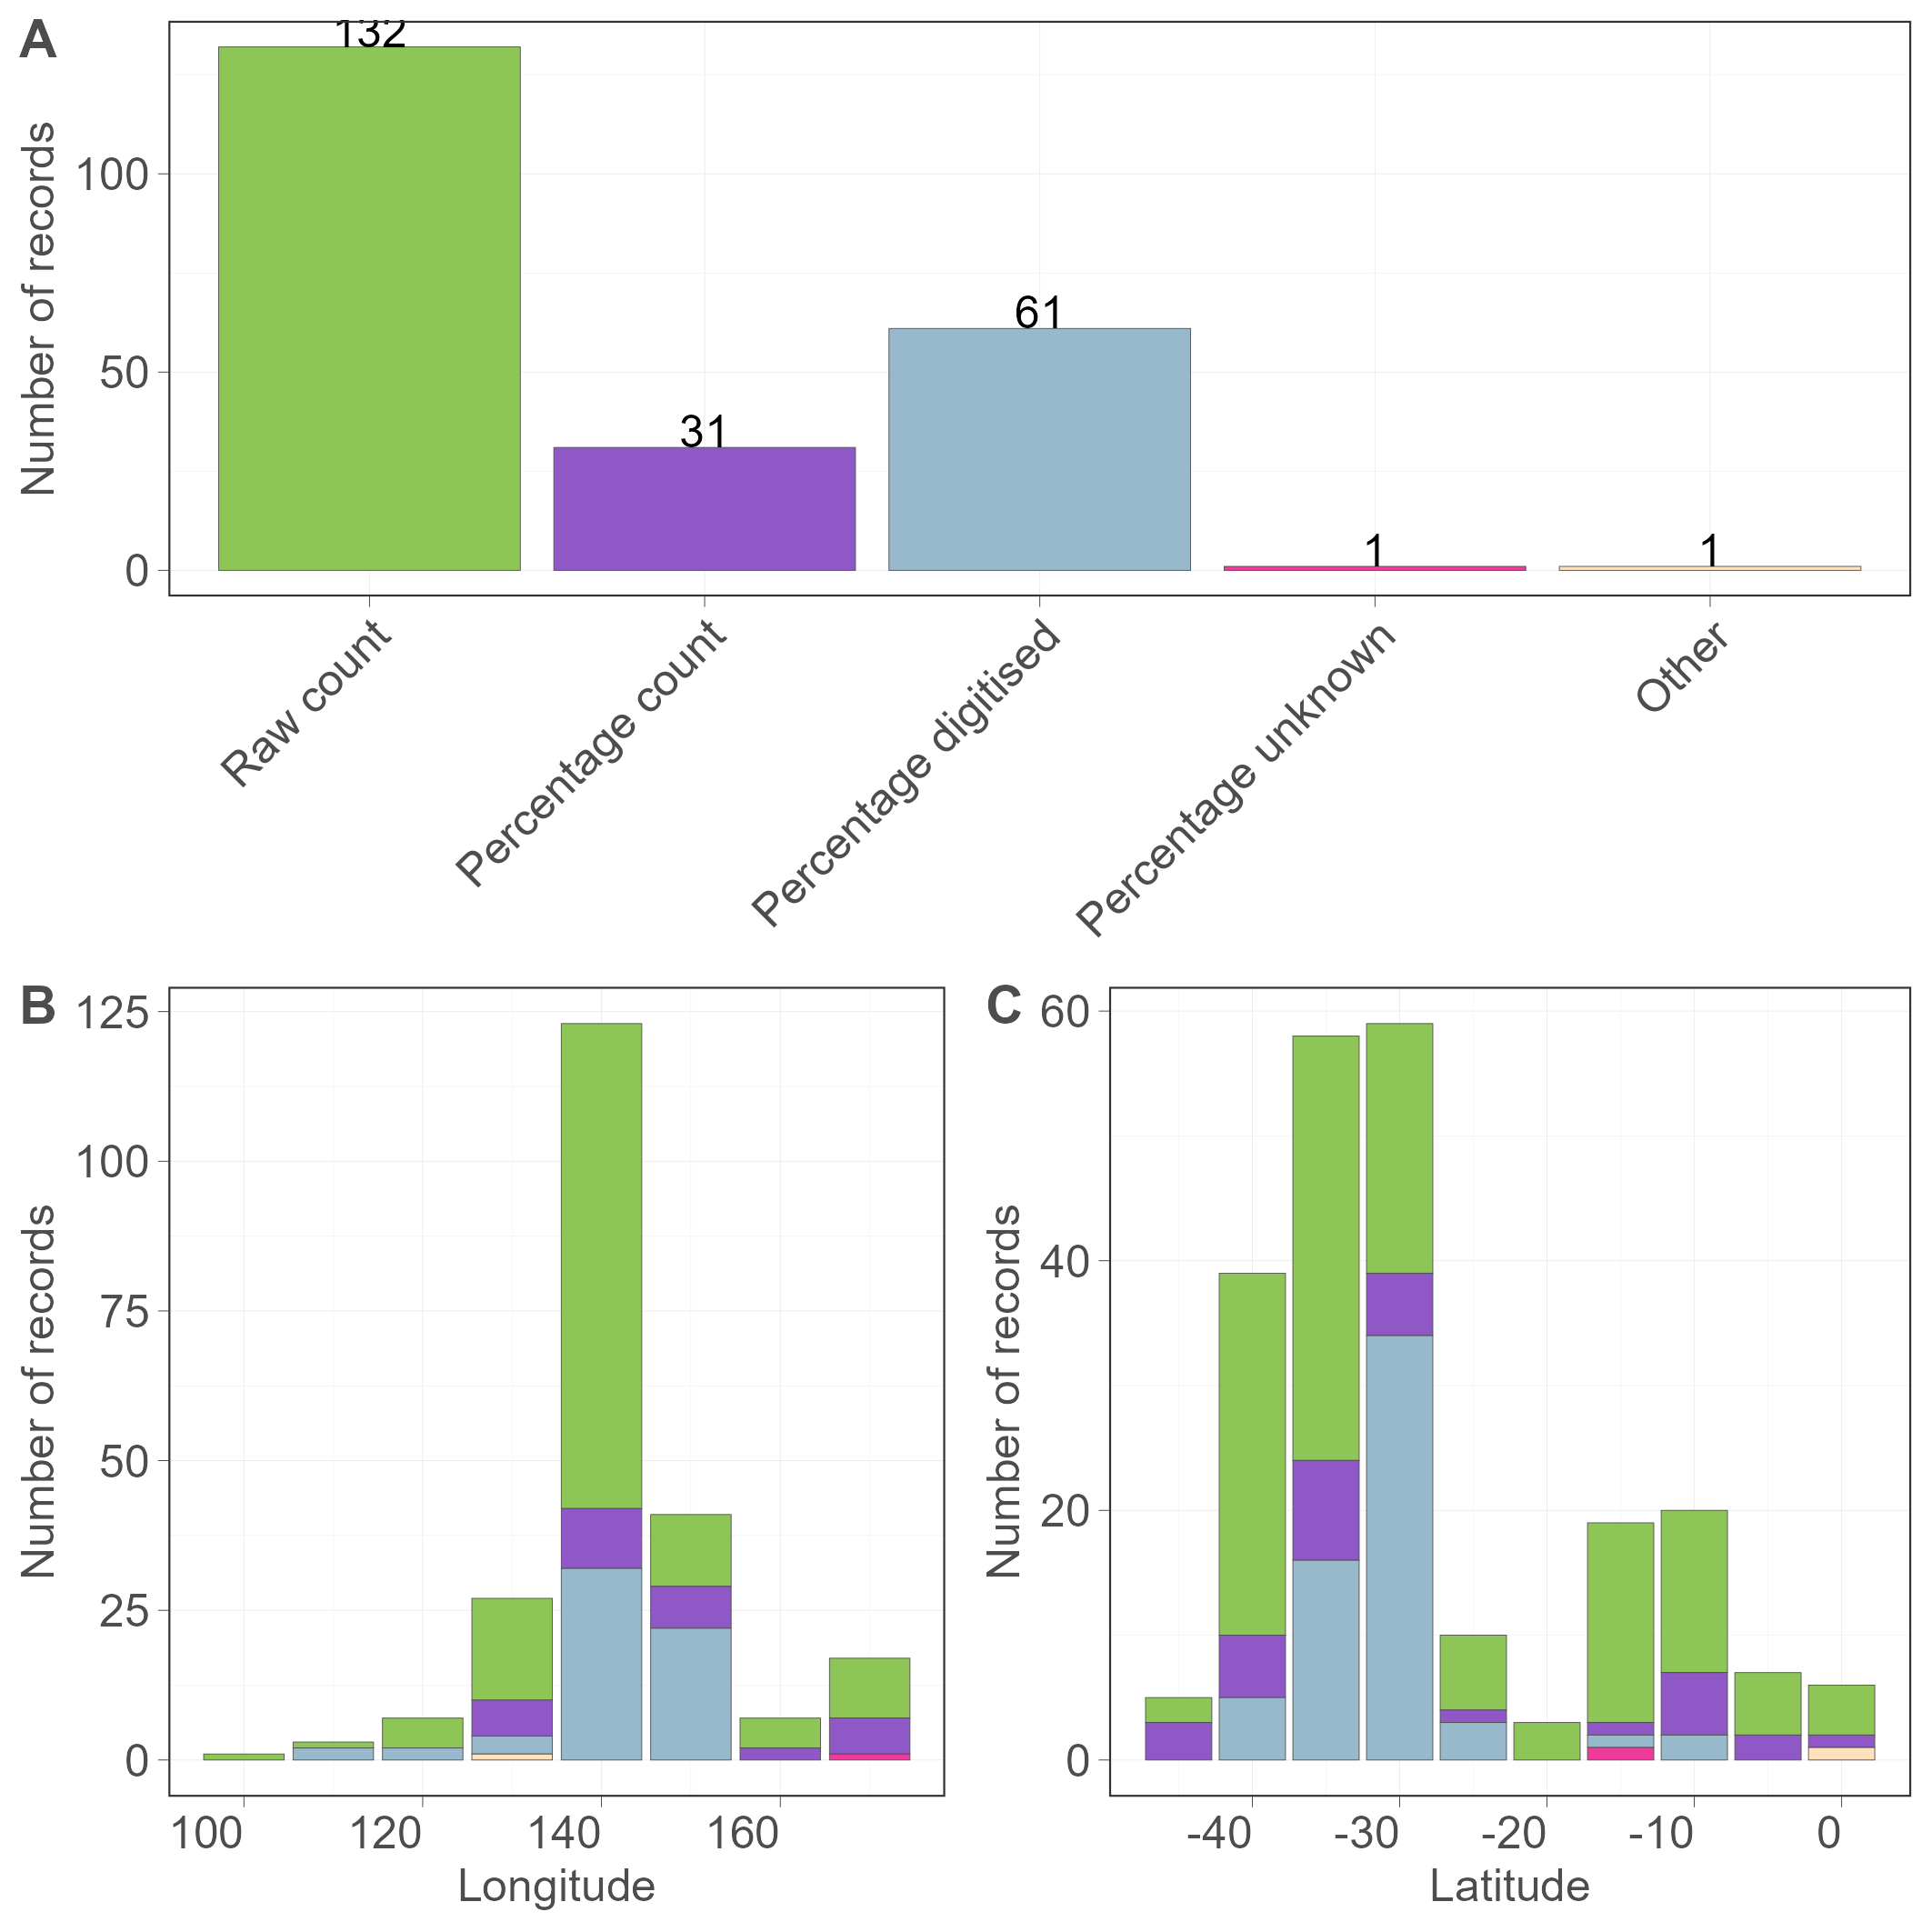 A
Number of records
100
50
0
132
31
61
1
1
Raw count
Percentage count
Percentage digitised
Percentage unknown
Other
B
Number of records
125
100
75
50
25
0
100
120
140
160
Longitude
C
Number of records
60
40
20
0
-40
-30
-20
-10
0
Latitude